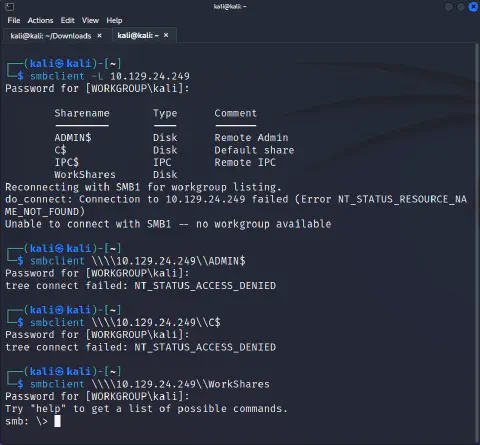 kali@kali: ~
File Actions Edit View Help
kali@kali: ~/Downloads × kali@kali: ~ ×
┌──(kali㉿kali)-[~]
└─$ smbclient -L 10.129.24.249
Password for [WORKGROUP\kali]:
Sharename Type Comment
--------- ---- -------
ADMIN$ Disk Remote Admin
C$ Disk Default share
IPC$ IPC Remote IPC
WorkShares Disk
Reconnecting with SMB1 for workgroup listing.
do_connect: Connection to 10.129.24.249 failed (Error NT_STATUS_RESOURCE_NA
ME_NOT_FOUND)
Unable to connect with SMB1 -- no workgroup available
┌──(kali㉿kali)-[~]
└─$ smbclient \\\\10.129.24.249\\ADMIN$
Password for [WORKGROUP\kali]:
tree connect failed: NT_STATUS_ACCESS_DENIED
┌──(kali㉿kali)-[~]
└─$ smbclient \\\\10.129.24.249\\C$
Password for [WORKGROUP\kali]:
tree connect failed: NT_STATUS_ACCESS_DENIED
┌──(kali㉿kali)-[~]
└─$ smbclient \\\\10.129.24.249\\WorkShares
Password for [WORKGROUP\kali]:
Try "help" to get a list of possible commands.
smb: \>